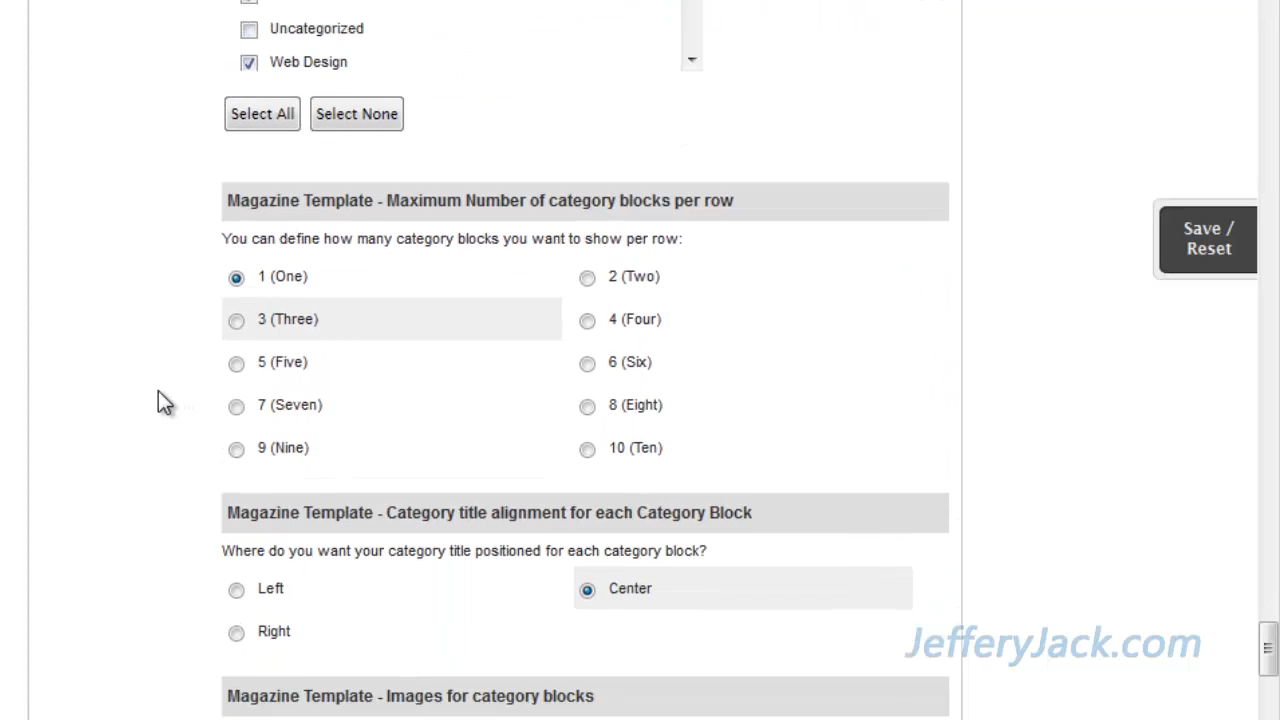 Uncategorized
Web Design
Select All Select None
Magazine Template - Maximum Number of category blocks per row
You can define how many category blocks you want to show per row:
1 (One) 2 (Two)
3 (Three) 4 (Four)
5 (Five) 6 (Six)
7 (Seven) 8 (Eight)
9 (Nine) 10 (Ten)
Magazine Template - Category title alignment for each Category Block
Where do you want your category title positioned for each category block?
Left Center
Right
Magazine Template - Images for category blocks
Save /
Reset
JefferyJack.com